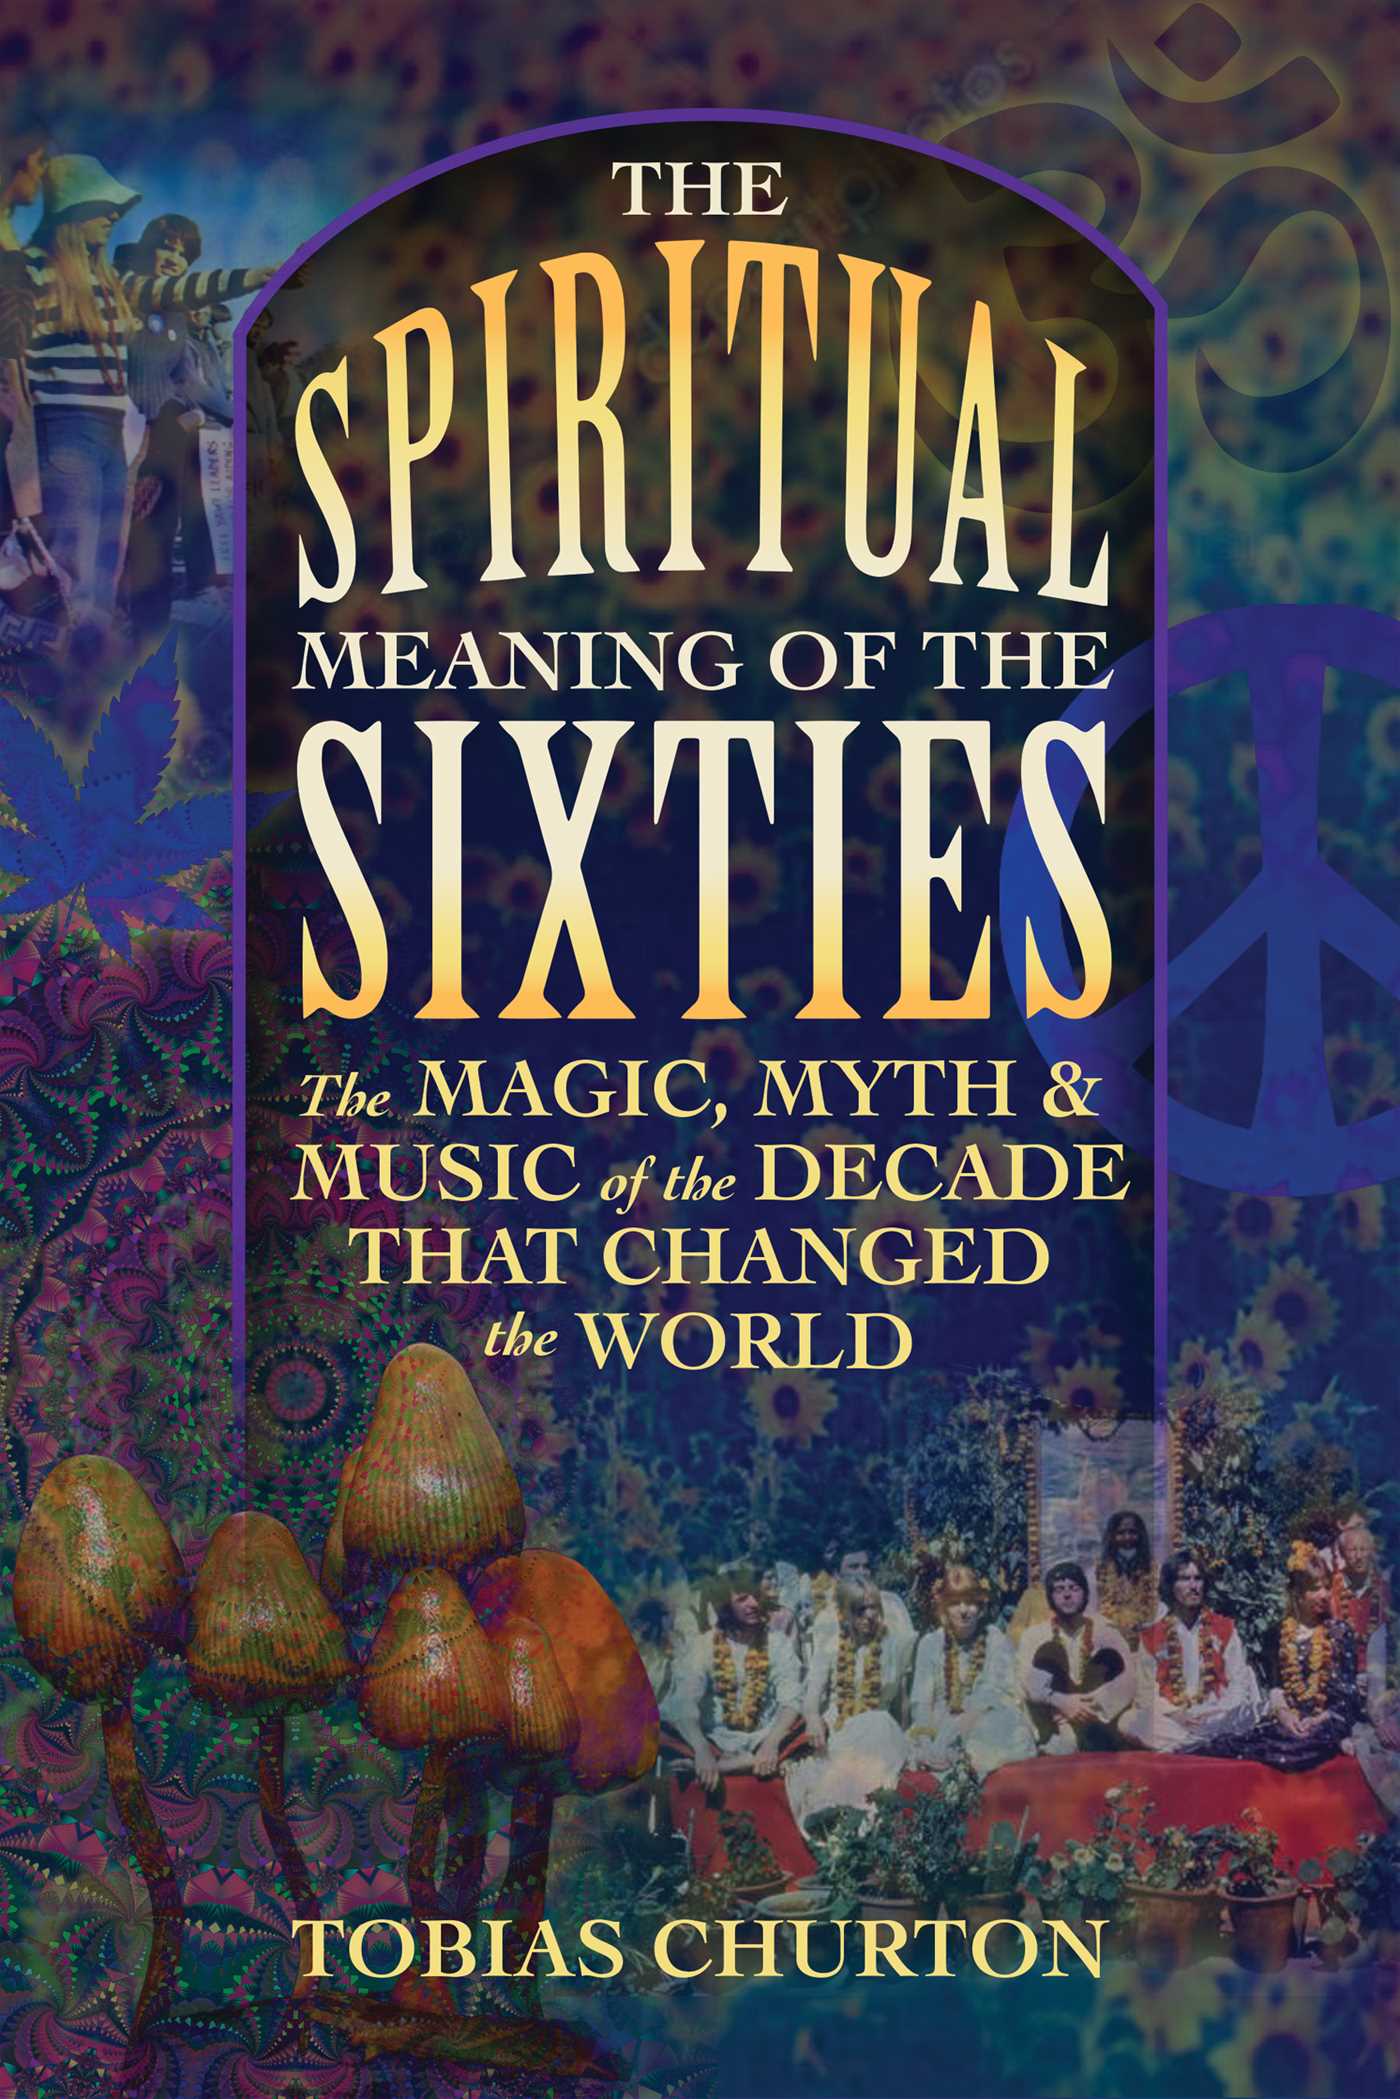 THE
SPIRITUAL
MEANING OF THE
SIXTIES
The MAGIC, MYTH &
MUSIC of the DECADE
THAT CHANGED
the WORLD
TOBIAS CHURTON